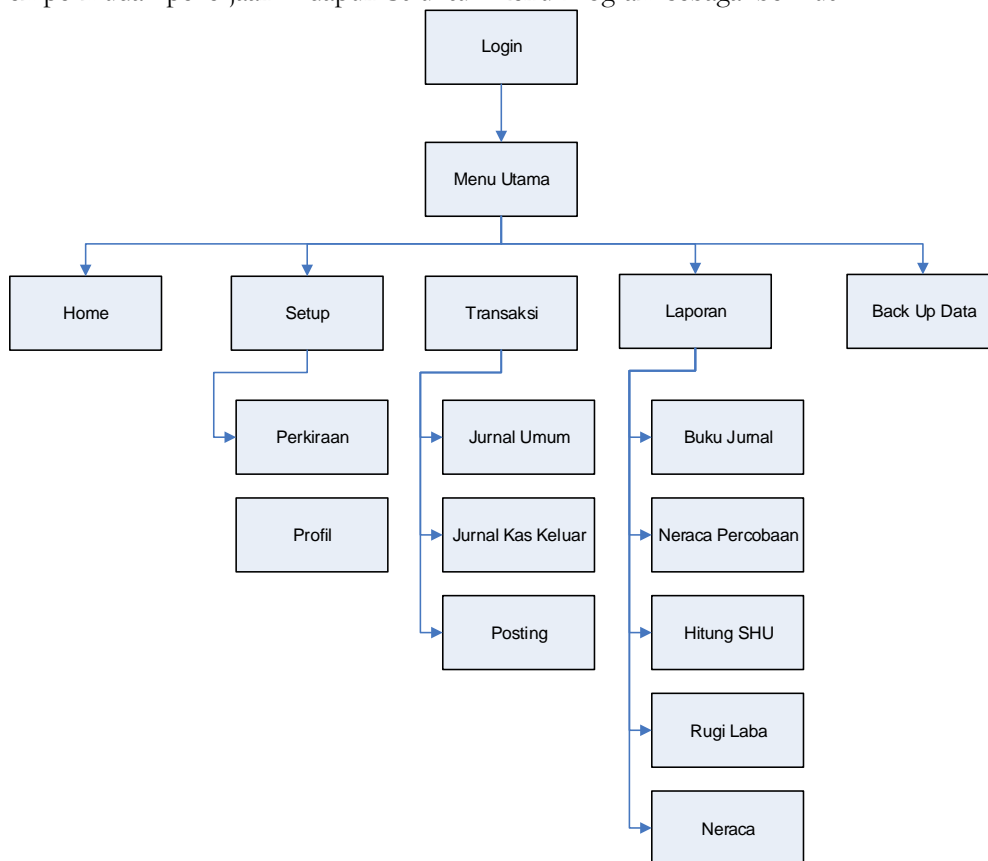 Login
Menu Utama
Home
Setup
Transaksi
Laporan
Back Up Data
Perkiraan
Jurnal Umum
Buku Jurnal
Profil
Jurnal Kas Keluar
Neraca Percobaan
Posting
Hitung SHU
Rugi Laba
Neraca